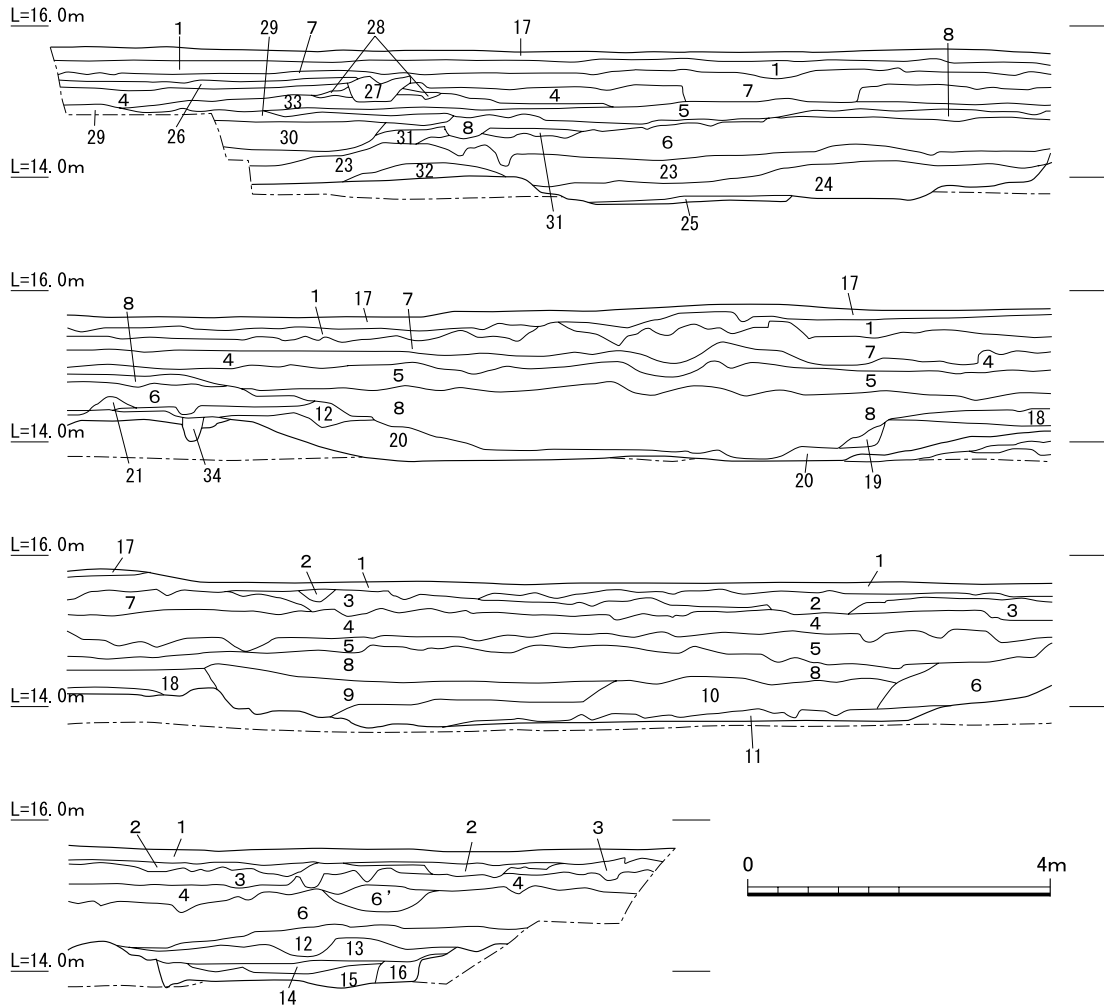 L=16.0m
17 28
1 7 29 8
1
27
4 33 4 7
5
29 26 30 31 8 6
L=14.0m 23 32 23 24
31
25
L=16.0m
8 1 17 7 17
1
4 7 4
5 5
6 12 8 8 18
L=14.0m 20
21 34 20 19
L=16.0m
17 2 1 1
7 3 2 3
4 4
5 5
8 8
18 9 10 6
L=14.0m
11
L=16.0m
2 1 2 3
3 4
4 6'
6
12 13
L=14.0m 16
14 15
0 4m